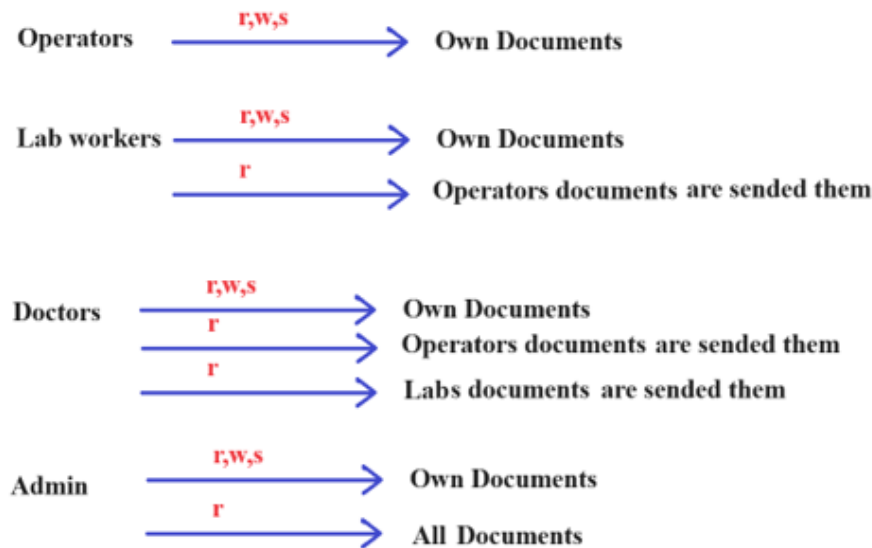 r,w,s
Operators Own Documents
r,w,s
Lab workers Own Documents
r
Operators documents are sended them
r,w,s
Doctors Own Documents
r
Operators documents are sended them
r
Labs documents are sended them
r,w,s
Admin Own Documents
r
All Documents